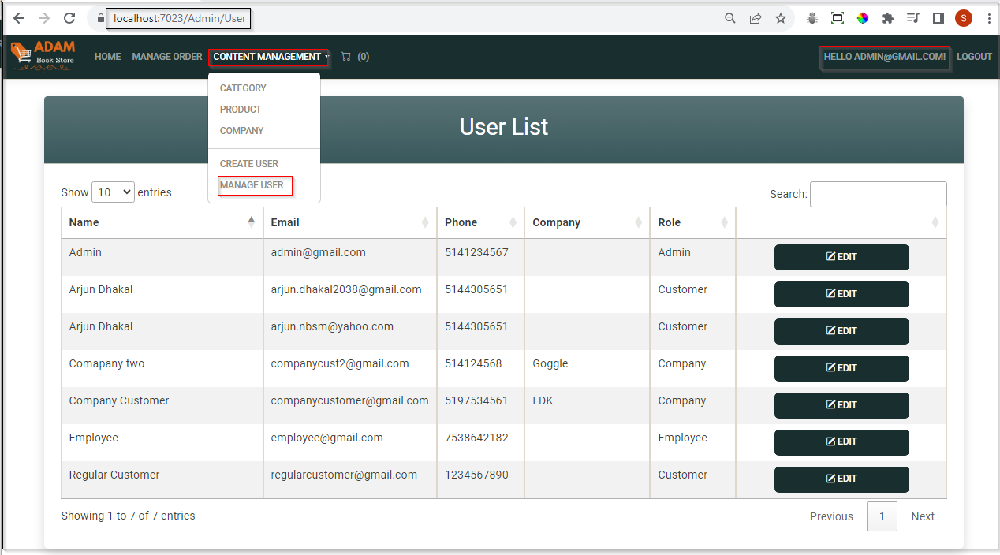 localhost:7023/Admin/User
S
ADAM
Book Store
HOME MANAGE ORDER CONTENT MANAGEMENT (0) HELLO ADMIN@GMAIL.COM! LOGOUT
CATEGORY
PRODUCT
COMPANY
CREATE USER
MANAGE USER
User List
Show 10 entries Search:
Name Email Phone Company Role
Admin admin@gmail.com 5141234567 Admin EDIT
Arjun Dhakal arjun.dhakal2038@gmail.com 5144305651 Customer EDIT
Arjun Dhakal arjun.nbsm@yahoo.com 5144305651 Customer EDIT
Comapany two companycust2@gmail.com 514124568 Goggle Company EDIT
Company Customer companycustomer@gmail.com 5197534561 LDK Company EDIT
Employee employee@gmail.com 7538642182 Employee EDIT
Regular Customer regularcustomer@gmail.com 1234567890 Customer EDIT
Showing 1 to 7 of 7 entries Previous 1 Next